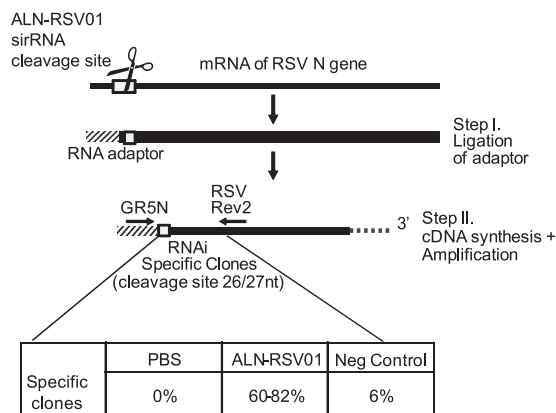 ALN-RSV01
sirRNA
cleavage site
mRNA of RSV N gene
Step I.
Ligation
of adaptor
RNA adaptor
GR5N
RSV
Rev2
3'
Step II.
cDNA synthesis +
Amplification
RNAi
Specific Clones
(cleavage site 26/27nt)
PBS ALN-RSV01 Neg Control
Specific
clones
0% 60-82% 6%